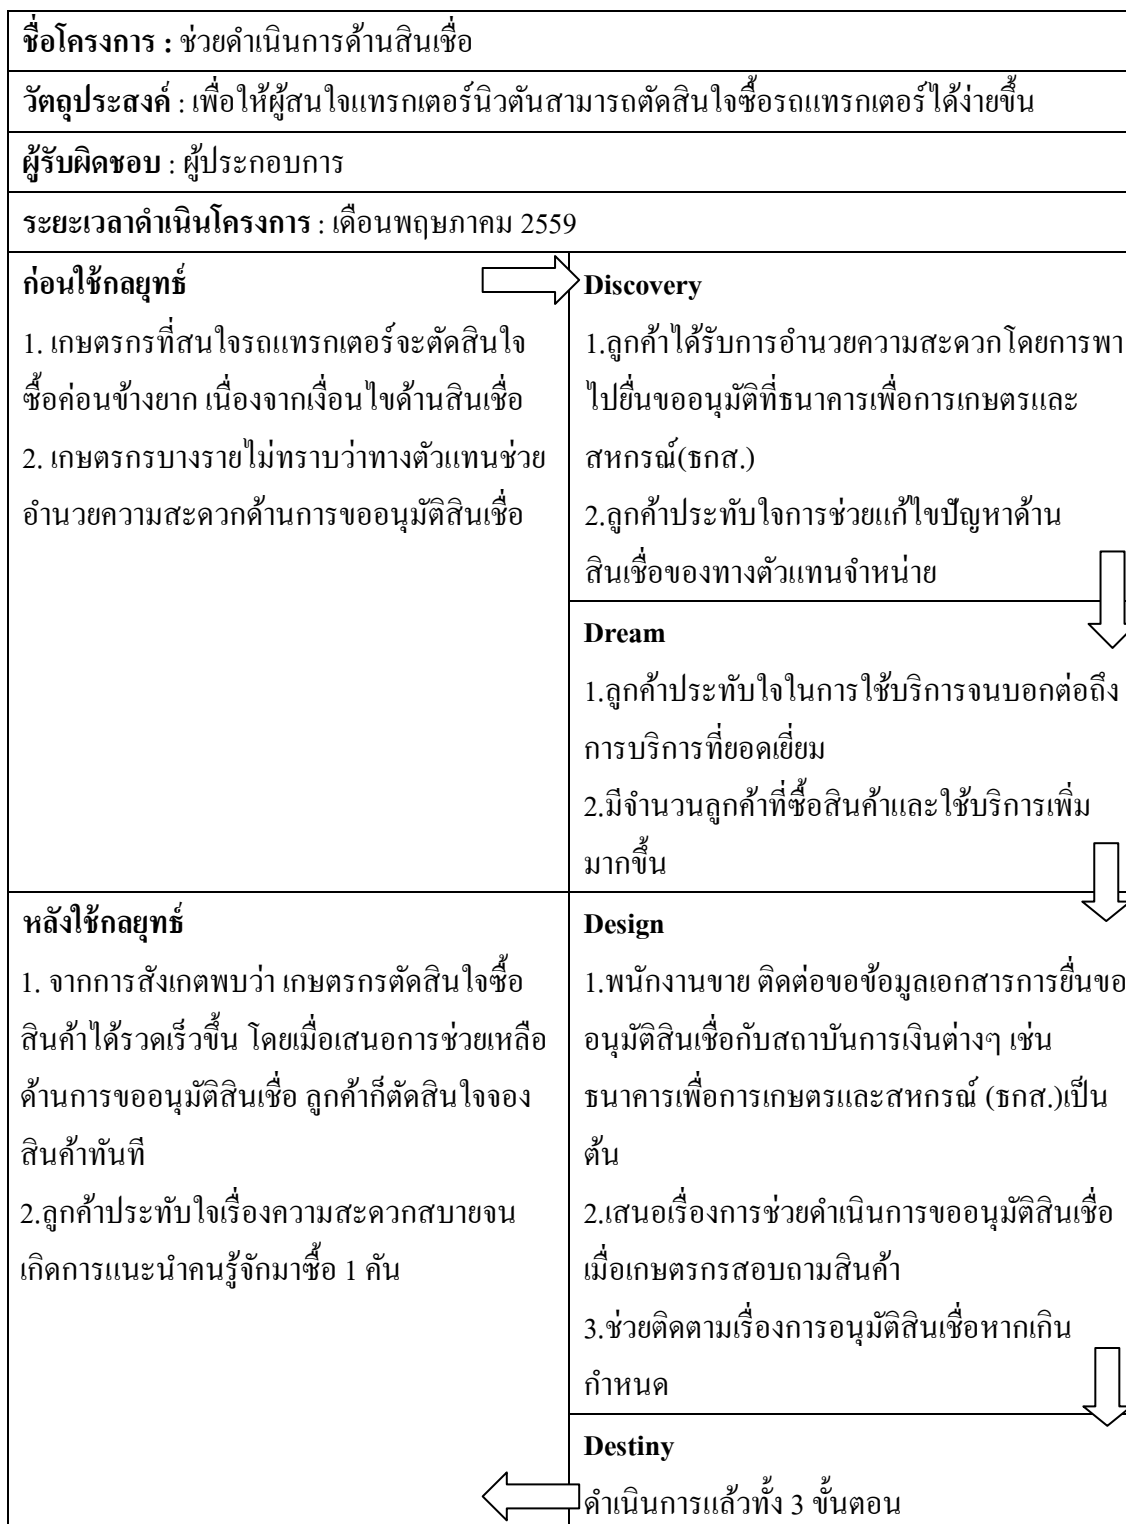 ชื่อโครงการ : ช่วยดำเนินการด้านสินเชื่อ
วัตถุประสงค์ : เพื่อให้ผู้สนใจแทรกเตอร์นิวตันสามารถตัดสินใจซื้อรถแทรกเตอร์ได้ง่ายขึ้น
ผู้รับผิดชอบ : ผู้ประกอบการ
ระยะเวลาดำเนินโครงการ : เดือนพฤษภาคม 2559
ก่อนใช้กลยุทธ์
1. เกษตรกรที่สนใจรถแทรกเตอร์จะตัดสินใจ
ซื้อค่อนข้างยาก เนื่องจากเงื่อนไขด้านสินเชื่อ
2. เกษตรกรบางรายไม่ทราบว่าทางตัวแทนช่วย
อำนวยความสะดวกด้านการขออนุมัติสินเชื่อ
Discovery
1.ลูกค้าได้รับการอำนวยความสะดวกโดยการพา
ไปยื่นขออนุมัติที่ธนาคารเพื่อการเกษตรและ
สหกรณ์(ธกส.)
2.ลูกค้าประทับใจการช่วยแก้ไขปัญหาด้าน
สินเชื่อของทางตัวแทนจำหน่าย
Dream
1.ลูกค้าประทับใจในการใช้บริการจนบอกต่อถึง
การบริการที่ยอดเยี่ยม
2.มีจำนวนลูกค้าที่ซื้อสินค้าและใช้บริการเพิ่ม
มากขึ้น
หลังใช้กลยุทธ์
1. จากการสังเกตพบว่า เกษตรกรตัดสินใจซื้อ
สินค้าได้รวดเร็วขึ้น โดยเมื่อเสนอการช่วยเหลือ
ด้านการขออนุมัติสินเชื่อ ลูกค้าก็ตัดสินใจจอง
สินค้าทันที
2.ลูกค้าประทับใจเรื่องความสะดวกสบายจน
เกิดการแนะนำคนรู้จักมาซื้อ 1 คัน
Design
1.พนักงานขาย ติดต่อขอข้อมูลเอกสารการยื่นขอ
อนุมัติสินเชื่อกับสถาบันการเงินต่างๆ เช่น
ธนาคารเพื่อการเกษตรและสหกรณ์ (ธกส.)เป็น
ต้น
2.เสนอเรื่องการช่วยดำเนินการขออนุมัติสินเชื่อ
เมื่อเกษตรกรสอบถามสินค้า
3.ช่วยติดตามเรื่องการอนุมัติสินเชื่อหากเกิน
กำหนด
Destiny
ดำเนินการแล้วทั้ง 3 ขั้นตอน